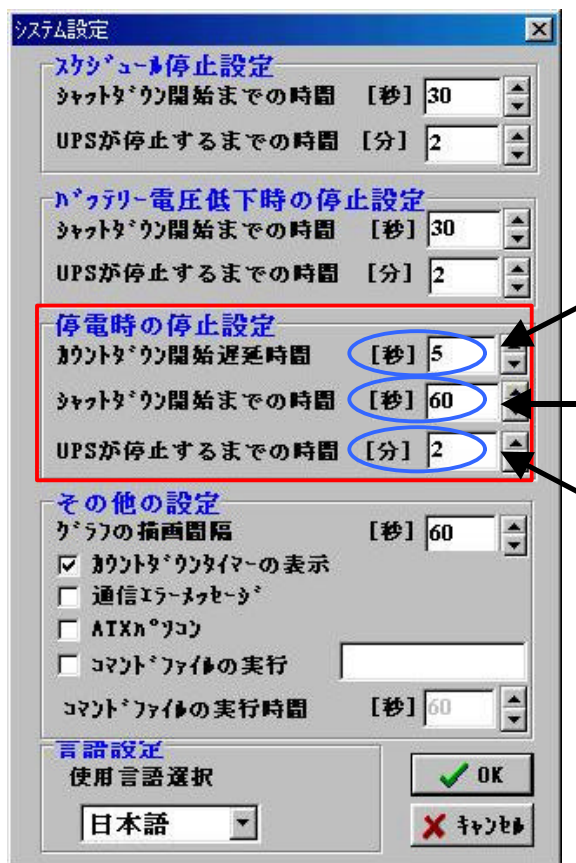 ｼｽﾃﾑ設定
ｽｹｼﾞｭｰﾙ停止設定
ｼｬｯﾄﾀﾞｳﾝ開始までの時間 [秒] 30
UPSが停止するまでの時間 [分] 2
ﾊﾞｯﾃﾘｰ電圧低下時の停止設定
ｼｬｯﾄﾀﾞｳﾝ開始までの時間 [秒] 30
UPSが停止するまでの時間 [分] 2
停電時の停止設定
ｶｳﾝﾄﾀﾞｳﾝ開始遅延時間 [秒] 5
ｼｬｯﾄﾀﾞｳﾝ開始までの時間 [秒] 60
UPSが停止するまでの時間 [分] 2
その他の設定
ｸﾞﾗﾌの描画間隔 [秒] 60
ｶｳﾝﾄﾀﾞｳﾝﾀｲﾏｰの表示
通信ｴﾗｰﾒｯｾｰｼﾞ
ATXﾊﾟｿｺﾝ
ｺﾏﾝﾄﾞﾌｧｲﾙの実行
ｺﾏﾝﾄﾞﾌｧｲﾙの実行時間 [秒] 60
言語設定
使用言語選択
日本語
OK
ｷｬﾝｾﾙ